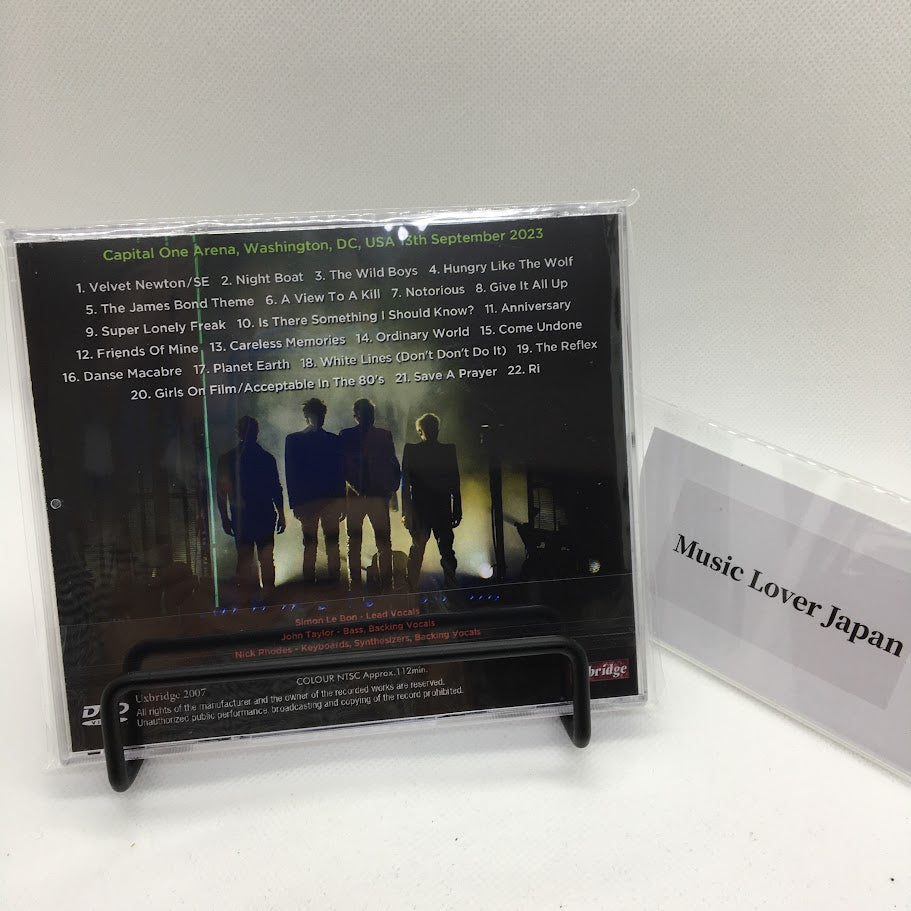 Capital One Arena, Washington, DC, USA 13th September 2023
1. Velvet Newton/SE 2. Night Boat 3. The Wild Boys 4. Hungry Like The Wolf
5. The James Bond Theme 6. A View To A Kill 7. Notorious 8. Give It All Up
9. Super Lonely Freak 10. Is There Something I Should Know? 11. Anniversary
12. Friends Of Mine 13. Careless Memories 14. Ordinary World 15. Come Undone
16. Danse Macabre 17. Planet Earth 18. White Lines (Don't Don't Do It) 19. The Reflex
20. Girls On Film/Acceptable In The 80's 21. Save A Prayer 22. Ri
Simon Le Bon - Lead Vocals
John Taylor - Bass, Backing Vocals
Nick Rhodes - Keyboards, Synthesizers, Backing Vocals
COLOUR NTSC Approx.112min.
Uxbridge 2007
All rights of the manufacturer and the owner of the recorded works are reserved.
Unauthorized public performance, broadcasting and copying of the record prohibited.
bridge
Music Lover Japan